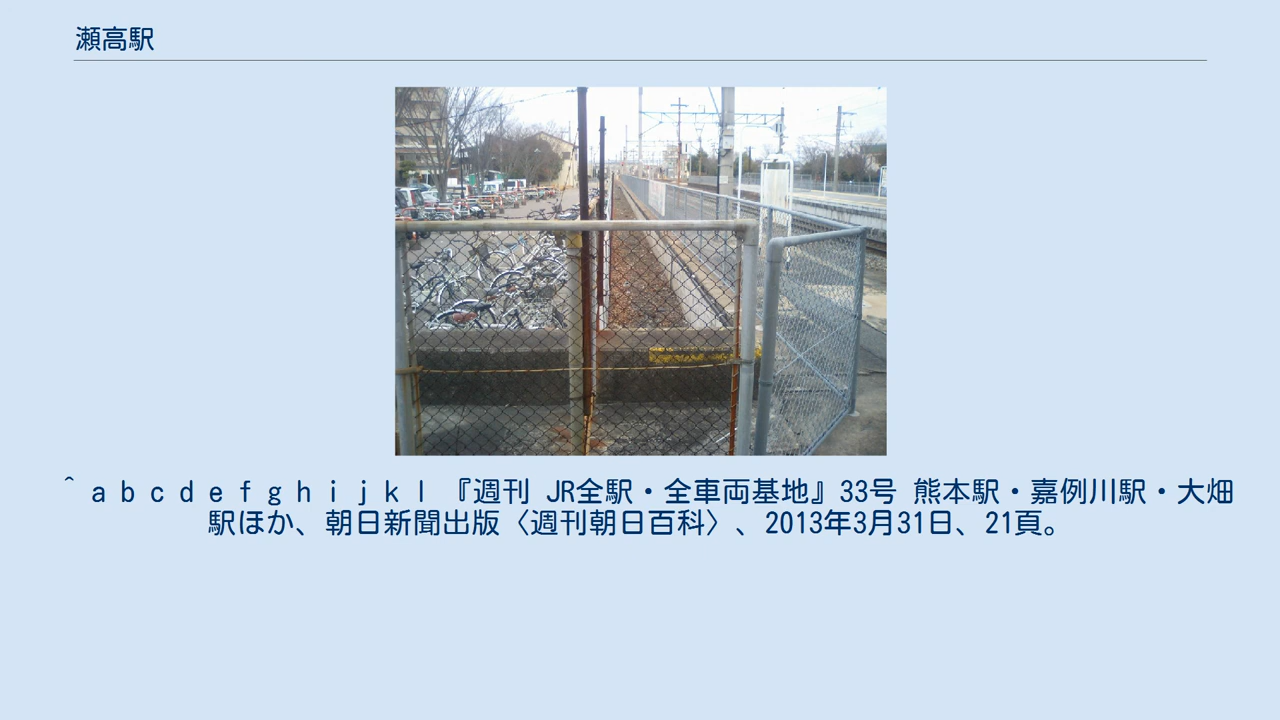 瀬高駅
^ a b c d e f g h i j k l 『週刊 JR全駅・全車両基地』33号 熊本駅・嘉例川駅・大畑
駅ほか、朝日新聞出版〈週刊朝日百科〉、2013年3月31日、21頁。